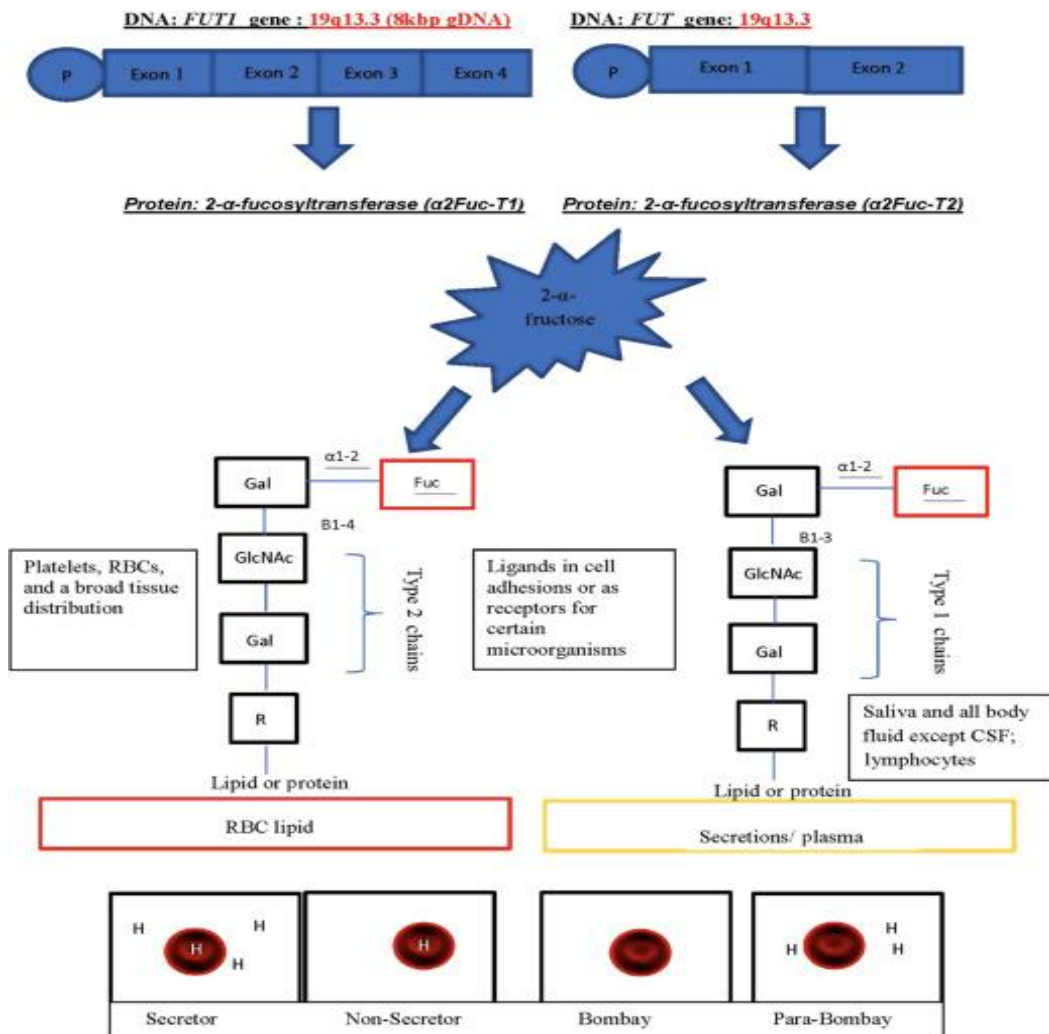 DNA: FUT1 gene : 19q13.3 (8kbp gDNA)
DNA: FUT gene: 19q13.3
P
Exon 1
Exon 2
Exon 3
Exon 4
P
Exon 1
Exon 2
Protein: 2-α-fucosyltransferase (α2Fuc-T1)
Protein: 2-α-fucosyltransferase (α2Fuc-T2)
2-α-
fructose
Gal
α1-2
Fuc
B1-4
GlcNAc
Gal
R
Type 2 chains
Lipid or protein
Platelets, RBCs,
and a broad tissue
distribution
RBC lipid
Ligands in cell
adhesions or as
receptors for
certain
microorganisms
Gal
α1-2
Fuc
B1-3
GlcNAc
Gal
R
Type 1 chains
Lipid or protein
Saliva and all body
fluid except CSF;
lymphocytes
Secretions/ plasma
H
H
H
H
Secretor
H
Non-Secretor
Bombay
H
H
H
Para-Bombay